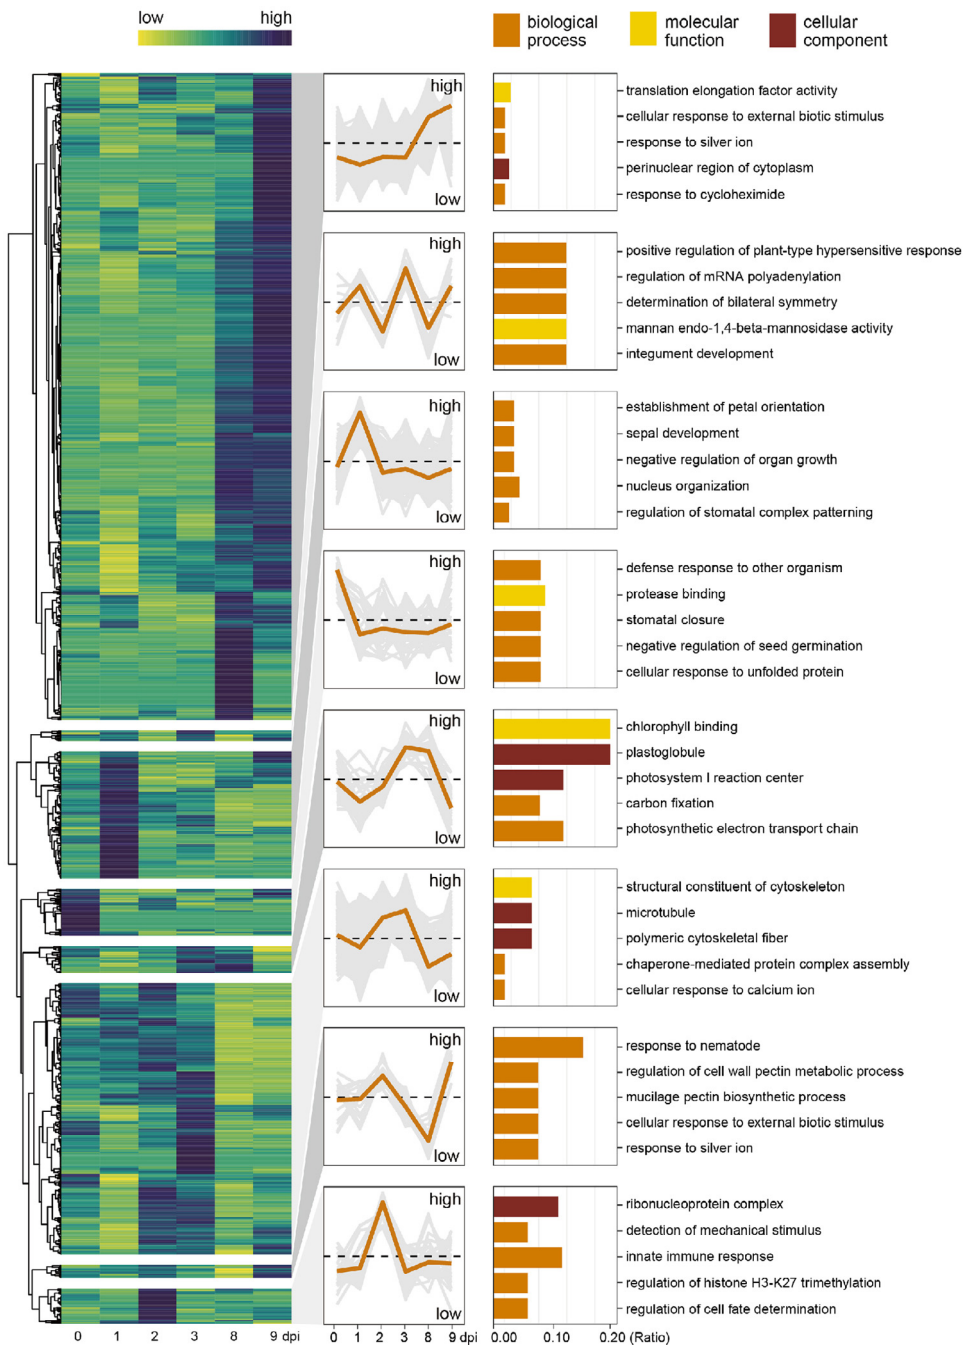 low high
biological process
molecular function
cellular component
high
low
translation elongation factor activity
cellular response to external biotic stimulus
response to silver ion
perinuclear region of cytoplasm
response to cycloheximide
high
low
positive regulation of plant-type hypersensitive response
regulation of mRNA polyadenylation
determination of bilateral symmetry
mannan endo-1,4-beta-mannosidase activity
integument development
high
low
establishment of petal orientation
sepal development
negative regulation of organ growth
nucleus organization
regulation of stomatal complex patterning
high
low
defense response to other organism
protease binding
stomatal closure
negative regulation of seed germination
cellular response to unfolded protein
high
low
chlorophyll binding
plastoglobule
photosystem I reaction center
carbon fixation
photosynthetic electron transport chain
high
low
structural constituent of cytoskeleton
microtubule
polymeric cytoskeletal fiber
chaperone-mediated protein complex assembly
cellular response to calcium ion
high
low
response to nematode
regulation of cell wall pectin metabolic process
mucilage pectin biosynthetic process
cellular response to external biotic stimulus
response to silver ion
high
low
ribonucleoprotein complex
detection of mechanical stimulus
innate immune response
regulation of histone H3-K27 trimethylation
regulation of cell fate determination
0 1 2 3 8 9 dpi
0 1 2 3 8 9 dpi
0.00 0.10 0.20 (Ratio)